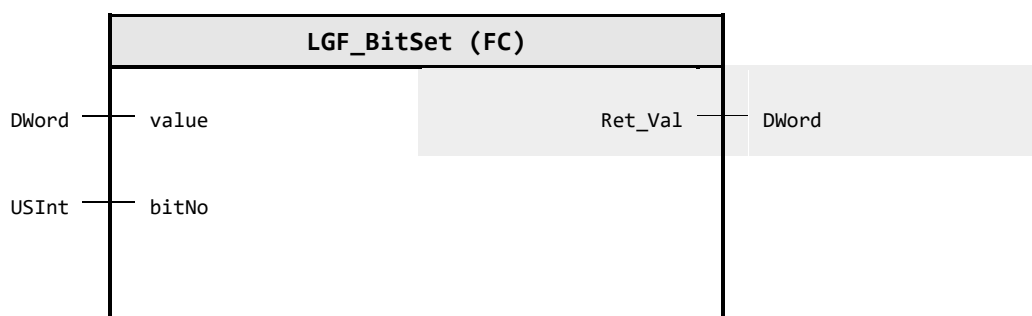 LGF_BitSet (FC)
DWord value Ret_Val DWord
USInt bitNo